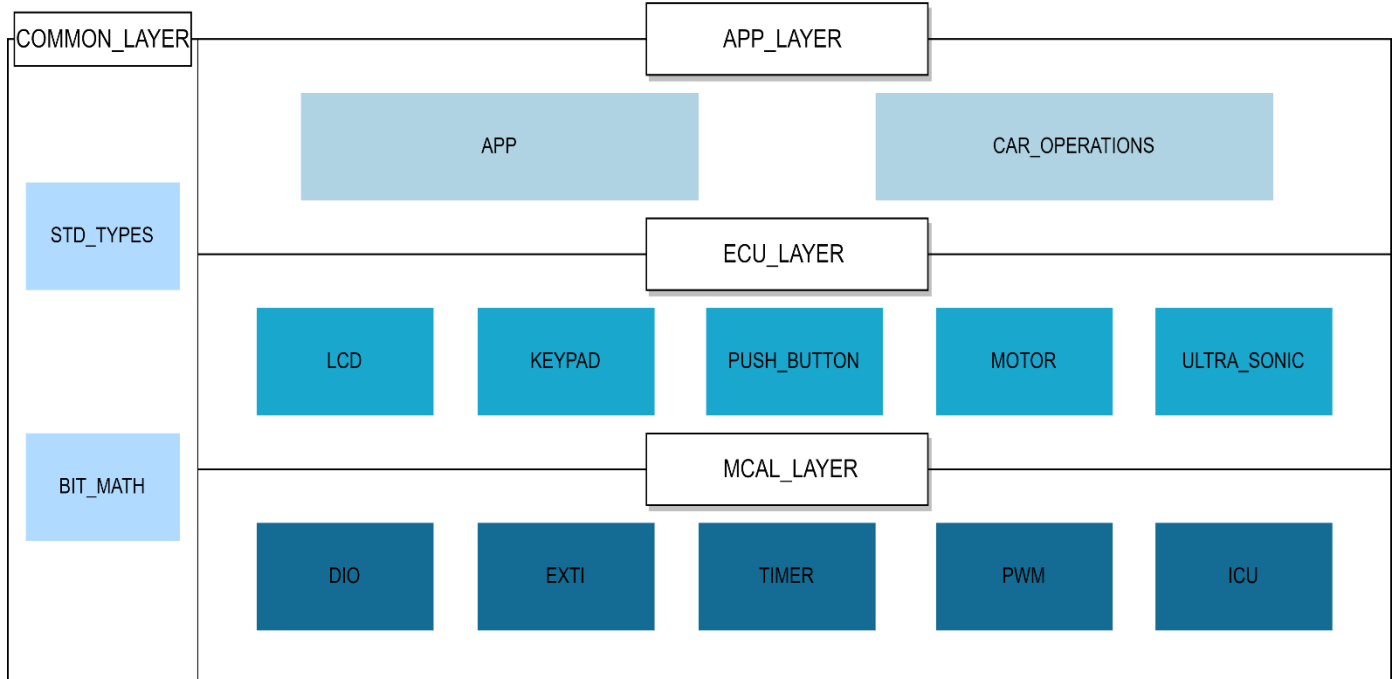 COMMON_LAYER
APP_LAYER
APP
CAR_OPERATIONS
STD_TYPES
ECU_LAYER
LCD
KEYPAD
PUSH_BUTTON
MOTOR
ULTRA_SONIC
MCAL_LAYER
BIT_MATH
DIO
EXTI
TIMER
PWM
ICU